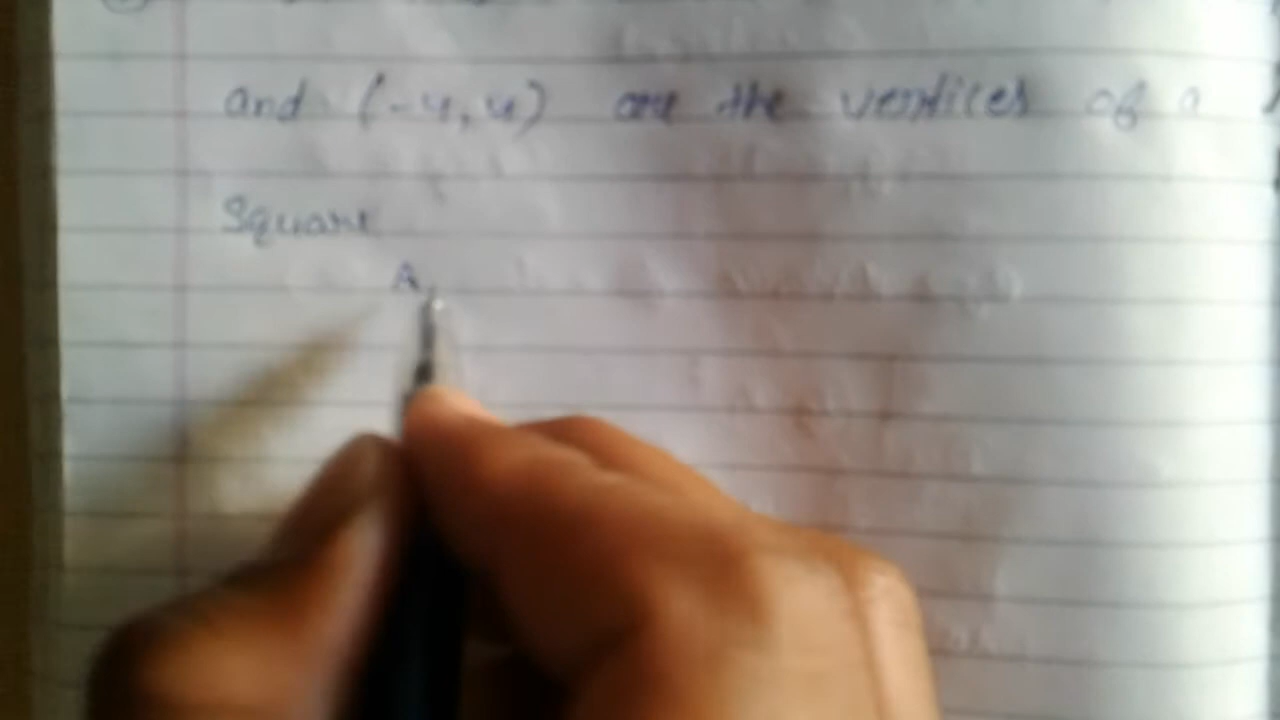 and (-4,4) are the vertices of a
Square
A